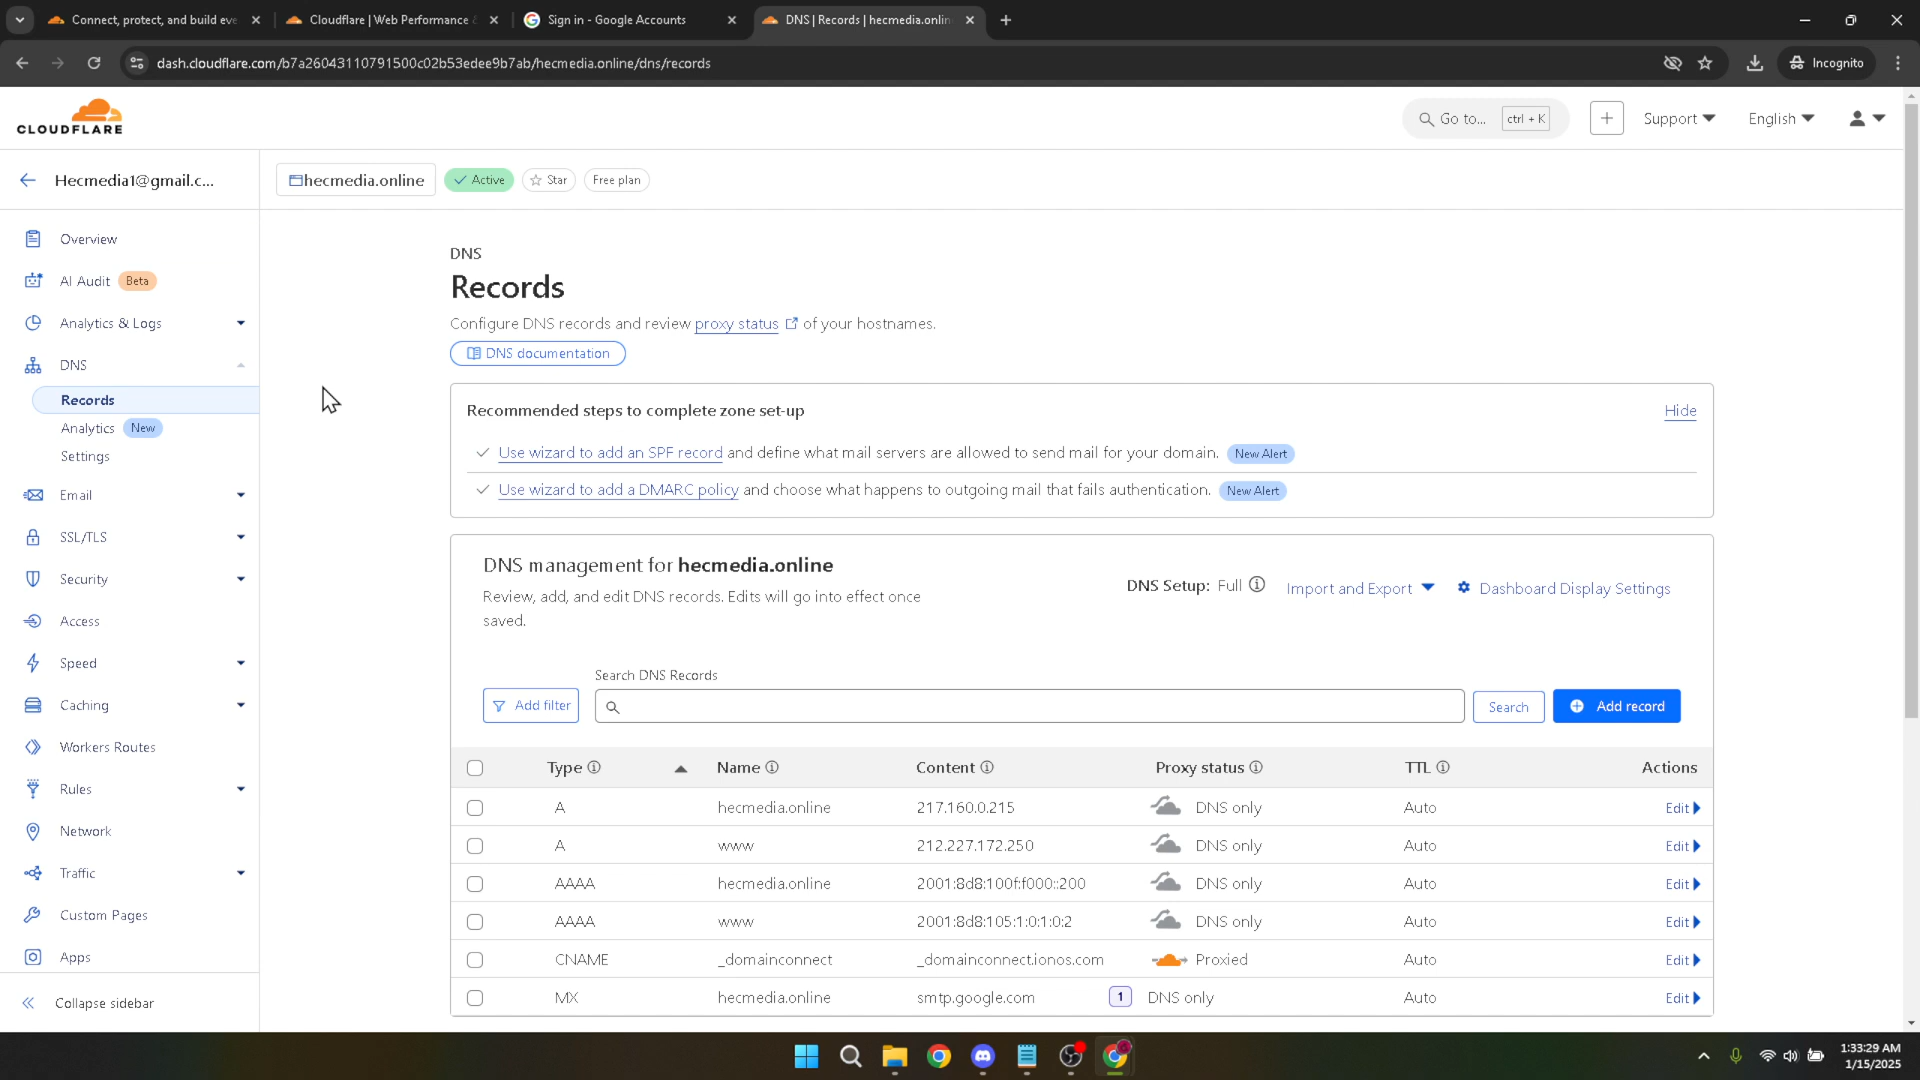 Connect, protect, and build eve
Cloudflare | Web Performance &
Sign in - Google Accounts
DNS | Records | hecmedia.onlin
dash.cloudflare.com/b7a26043110791500c02b53edee9b7ab/hecmedia.online/dns/records
Incognito
CLOUDFLARE
Go to... ctrl + K
Support
English
Hecmedia1@gmail.c...
hecmedia.online
Active
Star
Free plan
Overview
AI Audit Beta
Analytics & Logs
DNS
Records
Analytics New
Settings
Email
SSL/TLS
Security
Access
Speed
Caching
Workers Routes
Rules
Network
Traffic
Custom Pages
Apps
Collapse sidebar
DNS
Records
Configure DNS records and review proxy status of your hostnames.
DNS documentation
Recommended steps to complete zone set-up Hide
Use wizard to add an SPF record and define what mail servers are allowed to send mail for your domain. New Alert
Use wizard to add a DMARC policy and choose what happens to outgoing mail that fails authentication. New Alert
DNS management for hecmedia.online
Review, add, and edit DNS records. Edits will go into effect once
saved.
DNS Setup: Full Import and Export Dashboard Display Settings
Search DNS Records
Add filter Search Add record
Type Name Content Proxy status TTL Actions
A hecmedia.online 217.160.0.215 DNS only Auto Edit
A www 212.227.172.250 DNS only Auto Edit
AAAA hecmedia.online 2001:8d8:100f:f000::200 DNS only Auto Edit
AAAA www 2001:8d8:105:1:0:1:0:2 DNS only Auto Edit
CNAME _domainconnect _domainconnect.ionos.com Proxied Auto Edit
MX hecmedia.online smtp.google.com 1 DNS only Auto Edit
1:33:29 AM
1/15/2025